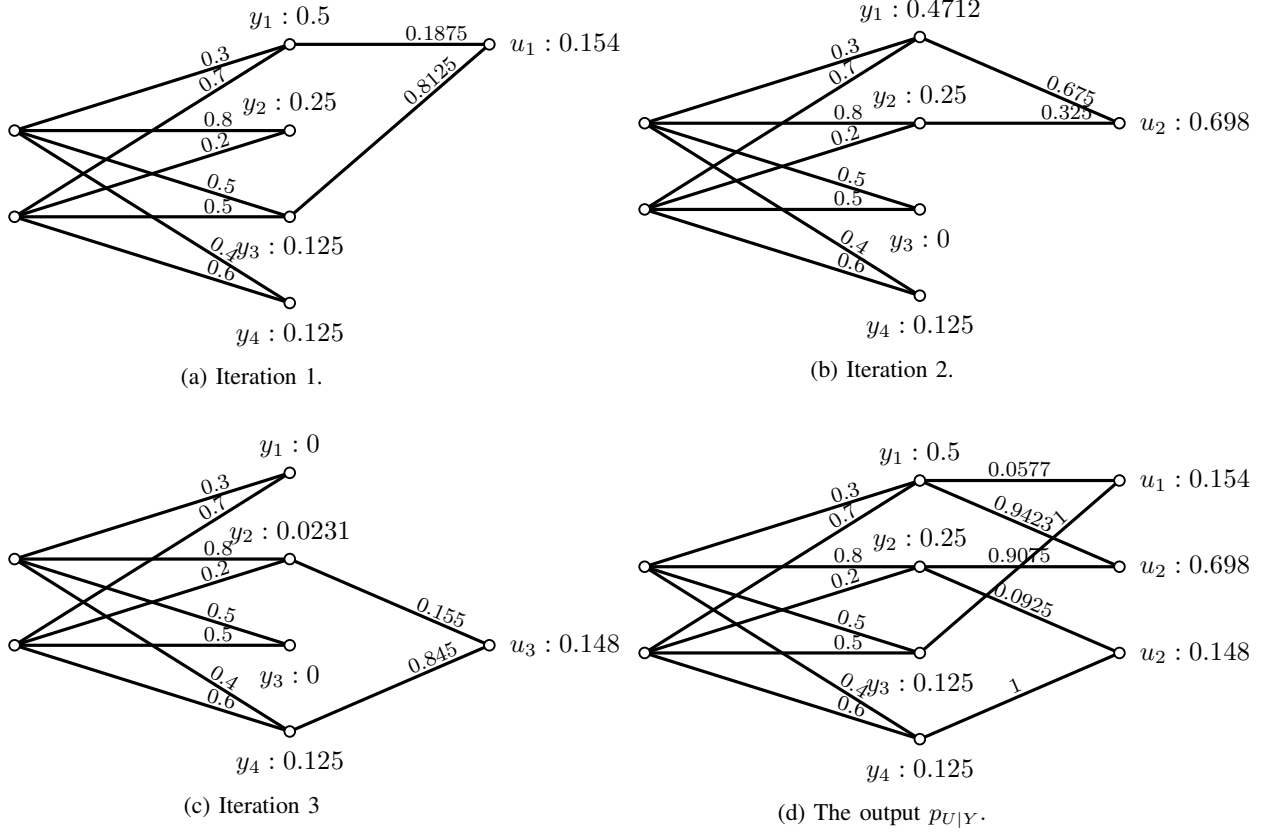 y₁ : 0.5
0.3
0.7
0.1875
u₁ : 0.154
0.8125
y₂ : 0.25
0.8
0.2
0.5
0.5
y₃ : 0.125
0.4
0.6
y₄ : 0.125
(a) Iteration 1.
y₁ : 0.4712
0.3
0.7
0.675
y₂ : 0.25
0.8
0.2
0.325
u₂ : 0.698
0.5
0.5
y₃ : 0
0.4
0.6
y₄ : 0.125
(b) Iteration 2.
y₁ : 0
0.3
0.7
y₂ : 0.0231
0.8
0.2
0.5
0.5
0.155
u₃ : 0.148
0.845
y₃ : 0
0.4
0.6
y₄ : 0.125
(c) Iteration 3
y₁ : 0.5
0.3
0.7
0.0577
u₁ : 0.154
0.9423
1
y₂ : 0.25
0.8
0.2
0.9075
u₂ : 0.698
0.0925
0.5
0.5
u₂ : 0.148
y₃ : 0.125
0.4
0.6
1
y₄ : 0.125
(d) The output p_{U|Y}.